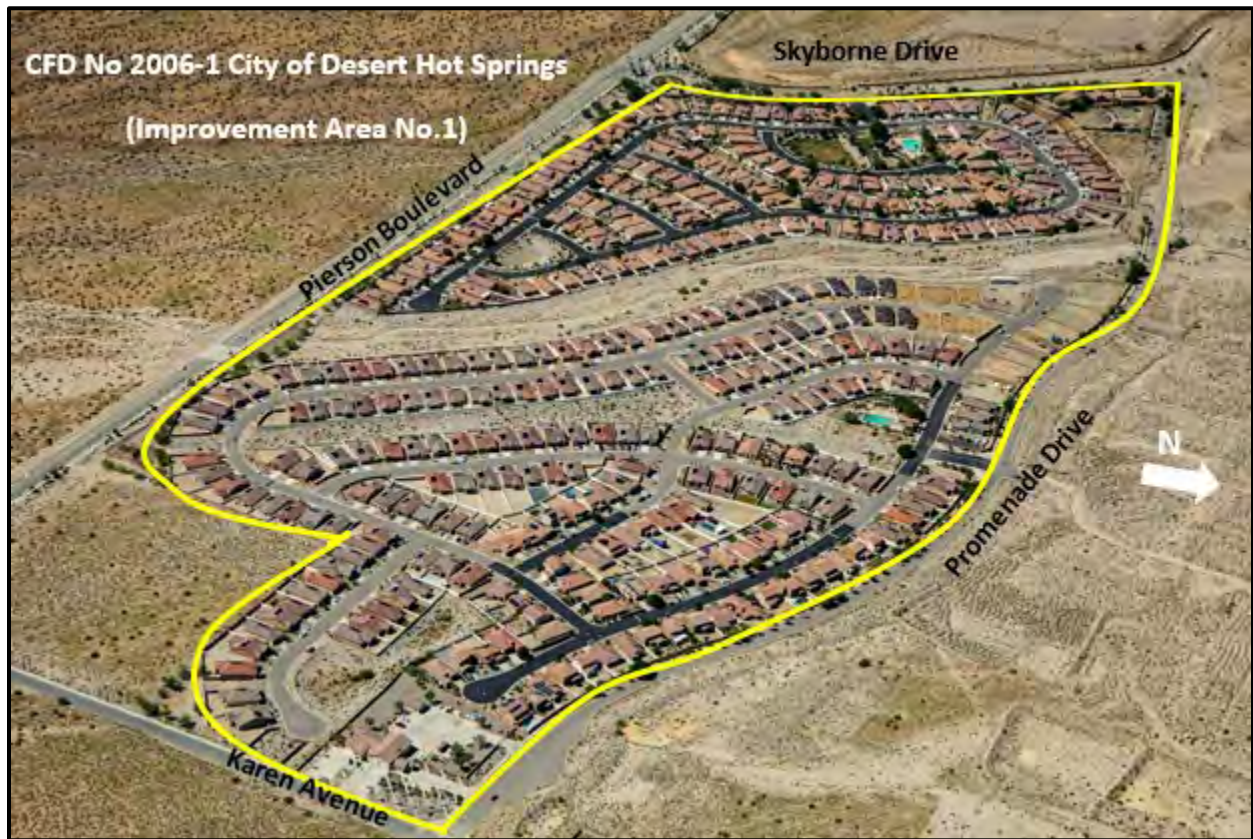 CFD No 2006-1 City of Desert Hot Springs
(Improvement Area No.1)
Skyborne Drive
Pierson Boulevard
N
Promenade Drive
Karen Avenue